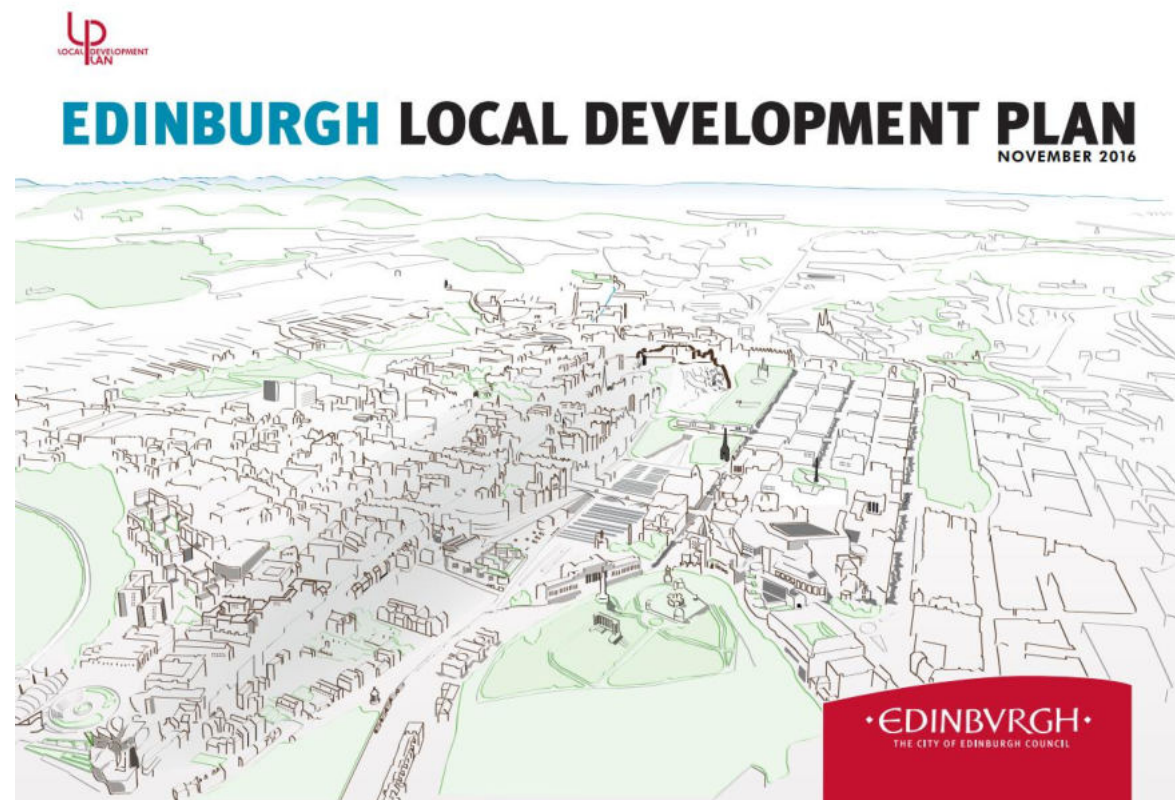 LOCAL DEVELOPMENT
PLAN
EDINBURGH LOCAL DEVELOPMENT PLAN
NOVEMBER 2016
·EDINBVRGH·
THE CITY OF EDINBURGH COUNCIL